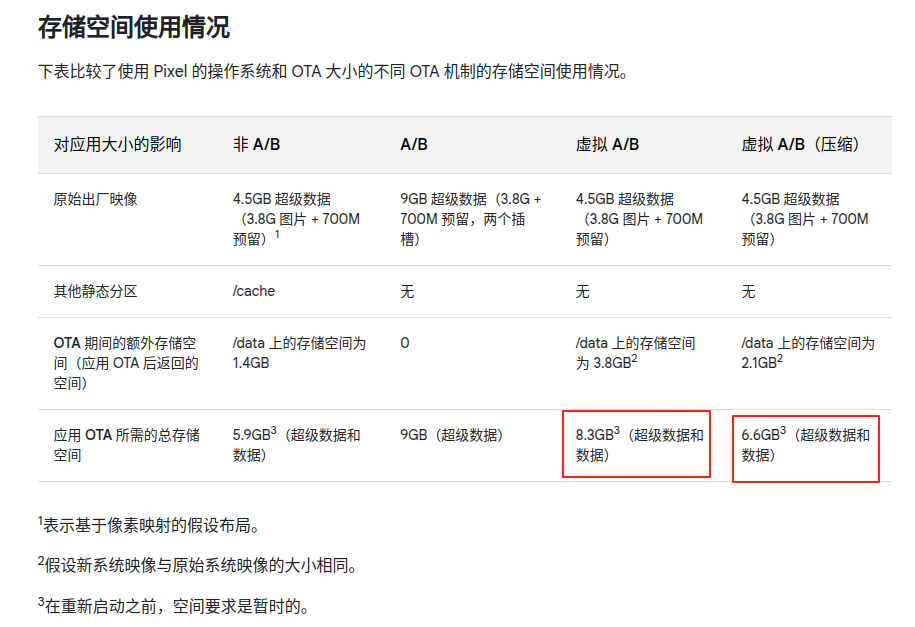 存储空间使用情况
下表比较了使用 Pixel 的操作系统和 OTA 大小的不同 OTA 机制的存储空间使用情况。
对应用大小的影响
非 A/B
A/B
虚拟 A/B
虚拟 A/B（压缩）
原始出厂映像
4.5GB 超级数据
（3.8G 图片 + 700M
预留）1
9GB 超级数据（3.8G +
700M 预留，两个插
槽）
4.5GB 超级数据
（3.8G 图片 + 700M
预留）
4.5GB 超级数据
（3.8G 图片 + 700M
预留）
其他静态分区
/cache
无
无
无
OTA 期间的额外存储空
间（应用 OTA 后返回的
空间）
/data 上的存储空间为
1.4GB
0
/data 上的存储空间
为 3.8GB2
/data 上的存储空间为
2.1GB2
应用 OTA 所需的总存储
空间
5.9GB3（超级数据和
数据）
9GB（超级数据）
8.3GB3（超级数据和
数据）
6.6GB3（超级数据和
数据）
1表示基于像素映射的假设布局。
2假设新系统映像与原始系统映像的大小相同。
3在重新启动之前，空间要求是暂时的。